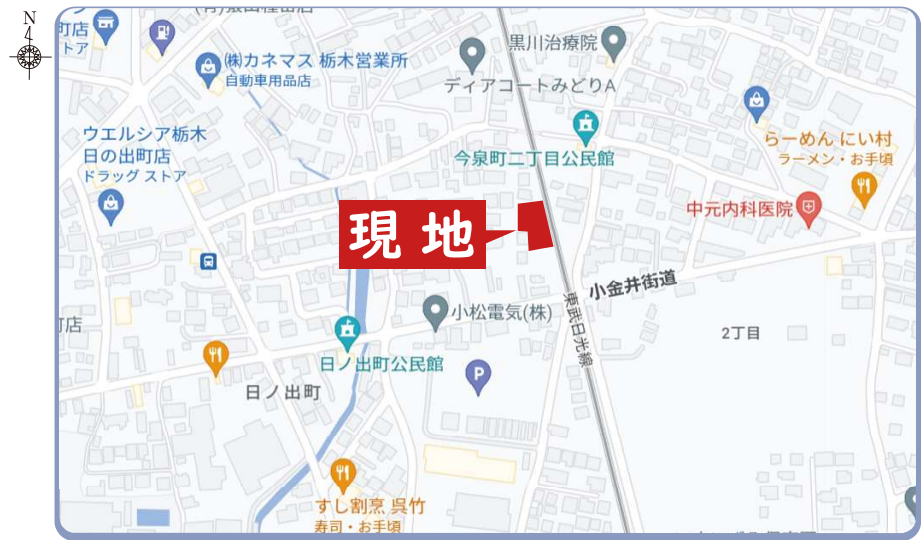 N
町店
トア
黒川治療院
(株)カネマス 栃木営業所
自動車用品店
ディアコートみどりA
ウエルシア栃木
日の出町店
ドラッグ ストア
らーめん にい村
ラーメン・お手頃
今泉町二丁目公民館
中元内科医院
現地
小金井街道
東武日光線
小松電気(株)
町店
2丁目
日ノ出町公民館
P
日ノ出町
すし割烹 呉竹
寿司・お手頃